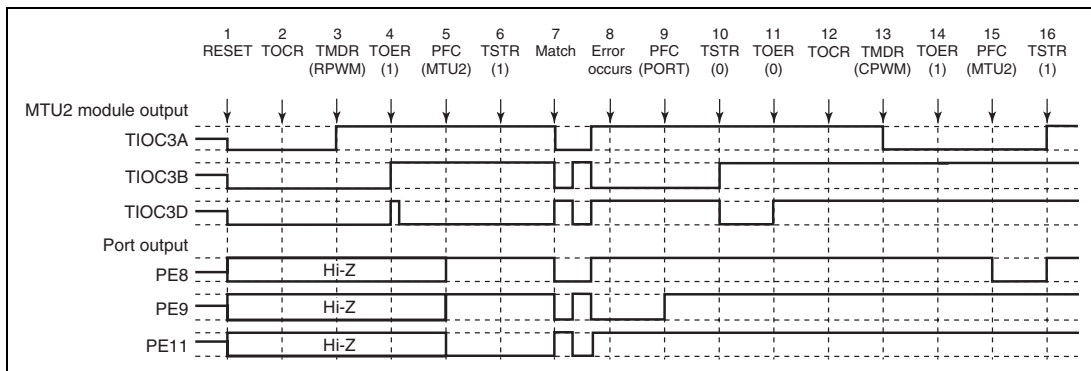 1 2 3 4 5 6 7 8 9 10 11 12 13 14 15 16
RESET TOCR TMDR TOER PFC TSTR Match Error PFC TSTR TOER TOCR TMDR TOER PFC TSTR
(RPWM) (1) (MTU2) (1) occurs (PORT) (0) (0) (CPWM) (1) (MTU2) (1)
MTU2 module output
TIOC3A
TIOC3B
TIOC3D
Port output
PE8 Hi-Z
PE9 Hi-Z
PE11 Hi-Z